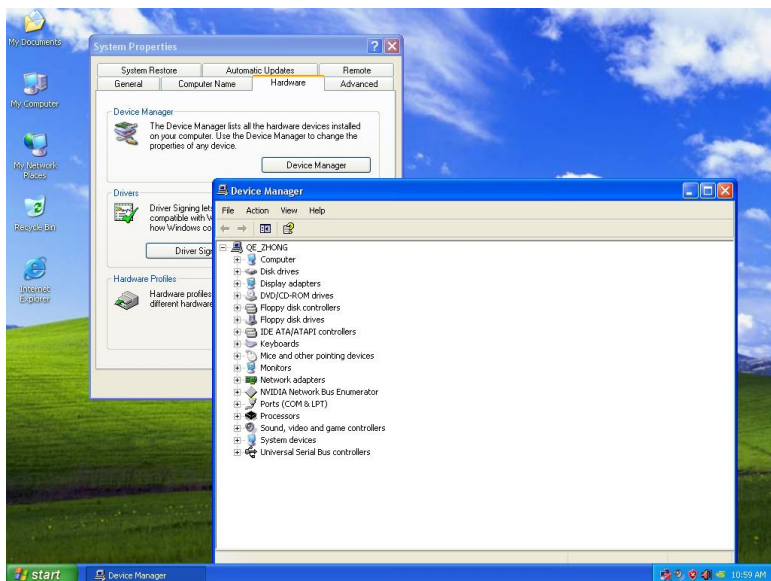 My Documents
My Computer
My Network
Places
Recycle Bin
Internet
Explorer
System Properties
System Restore
Automatic Updates
Remote
General
Computer Name
Hardware
Advanced
Device Manager
The Device Manager lists all the hardware devices installed
on your computer. Use the Device Manager to change the
properties of any device.
Device Manager
Drivers
Driver Signing lets
compatible with
how Windows co
Driver Sig
Hardware Profiles
Hardware profiles
different hardware
Device Manager
File Action View Help
QE_ZHONG
Computer
Disk drives
Display adapters
DVD/CD-ROM drives
Floppy disk controllers
Floppy disk drives
IDE ATA/ATAPI controllers
Keyboards
Mice and other pointing devices
Monitors
Network adapters
NVIDIA Network Bus Enumerator
Ports (COM & LPT)
Processors
Sound, video and game controllers
System devices
Universal Serial Bus controllers
start
Device Manager
10:59 AM